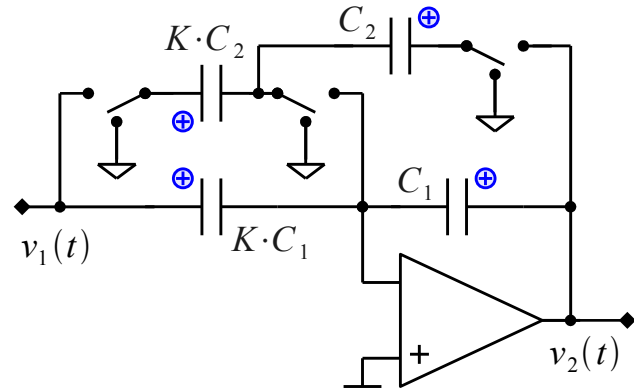 C₂
K·C₂
C₁
K·C₁
v₁(t)
+
v₂(t)